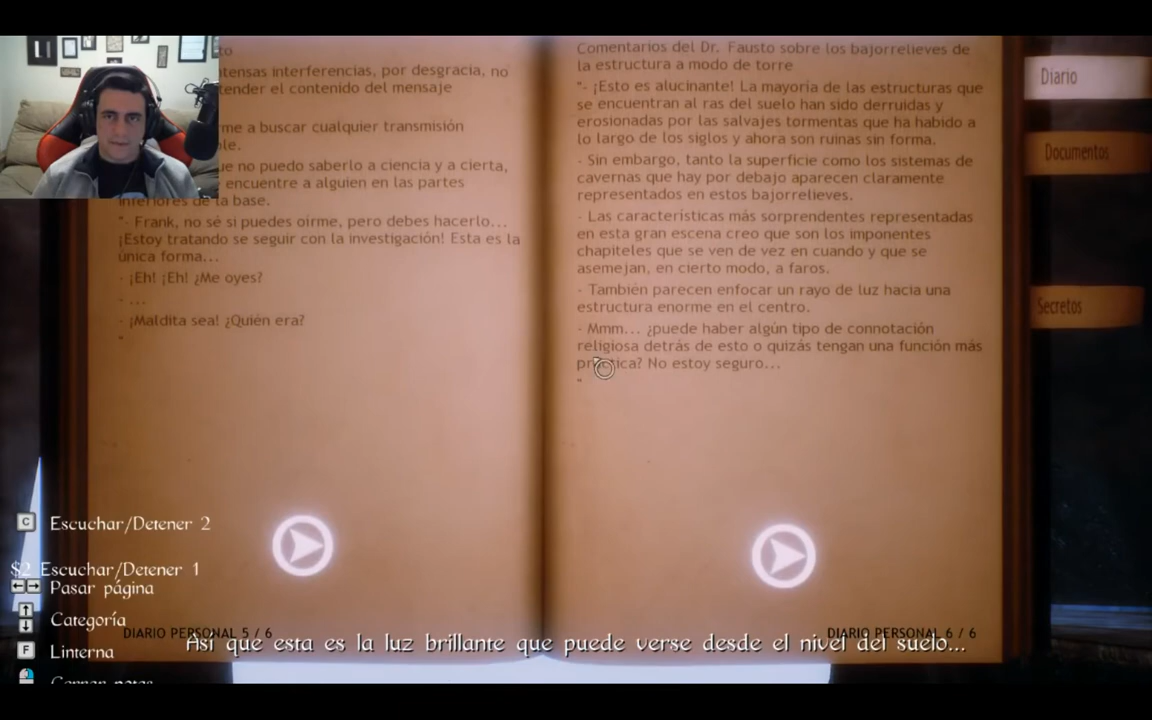 to
tensas interferencias, por desgracia, no
tender el contenido del mensaje
rme a buscar cualquier transmisión
le.
ue no puedo saberlo a ciencia y a cierta,
encuentre a alguien en las partes
inferiores de la base.
"- Frank, no sé si puedes oirme, pero debes hacerlo...
¡Estoy tratando se seguir con la investigación! Esta es la
única forma...
- ¡Eh! ¡Eh! ¿Me oyes?
- ...
- ¡Maldita sea! ¿Quién era?
"
DIARIO PERSONAL 5 / 6
Comentarios del Dr. Fausto sobre los bajorrelieves de
la estructura a modo de torre
"- ¡Esto es alucinante! La mayoría de las estructuras que
se encuentran al ras del suelo han sido derruidas y
erosionadas por las salvajes tormentas que ha habido a
lo largo de los siglos y ahora son ruinas sin forma.
- Sin embargo, tanto la superficie como los sistemas de
cavernas que hay por debajo aparecen claramente
representados en estos bajorrelieves.
- Las características más sorprendentes representadas
en esta gran escena creo que son los imponentes
chapiteles que se ven de vez en cuando y que se
asemejan, en cierto modo, a faros.
- También parecen enfocar un rayo de luz hacia una
estructura enorme en el centro.
- Mmm... ¿puede haber algún tipo de connotación
religiosa detrás de esto o quizás tengan una función más
práctica? No estoy seguro...
"
DIARIO PERSONAL 6 / 6
Diario
Documentos
Secretos
C Escuchar/Detener 2
$2 Escuchar/Detener 1
Pasar página
Categoría
F Linterna
Cerrar notas
Así que esta es la luz brillante que puede verse desde el nivel del suelo...